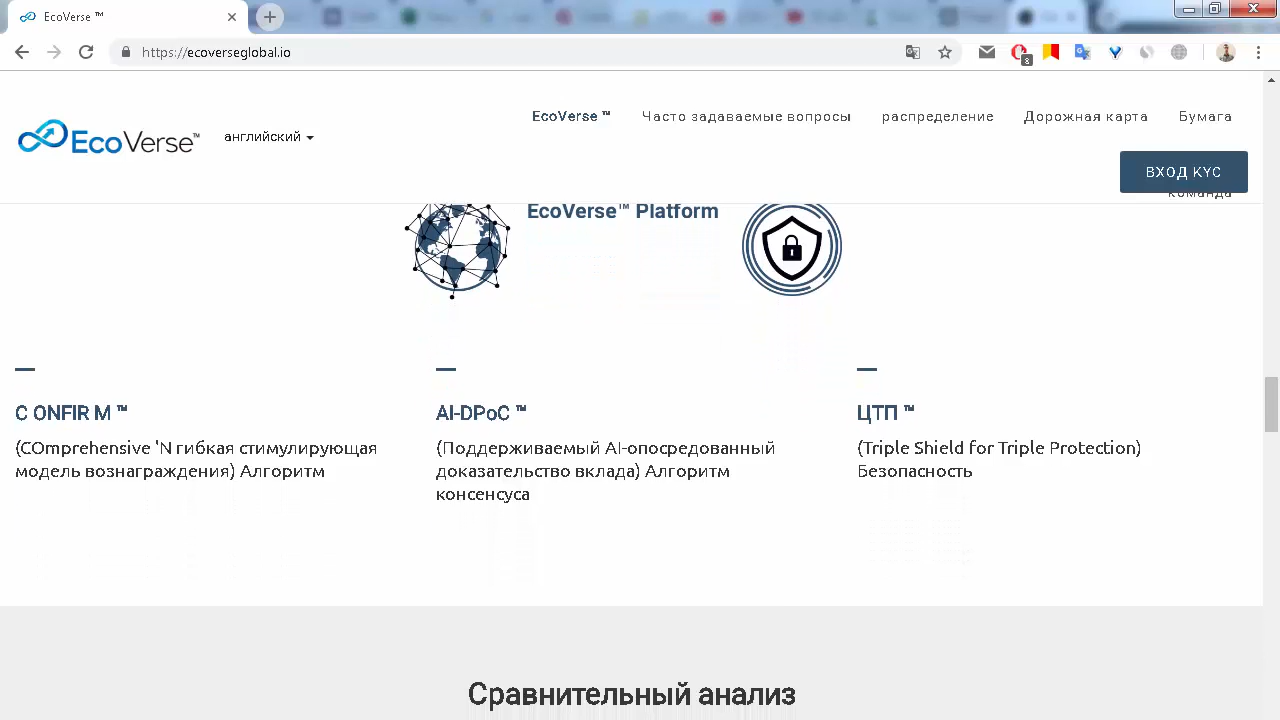 EcoVerse ™
https://ecoverseglobal.io
8
EcoVerse™
английский
EcoVerse ™ Часто задаваемые вопросы распределение Дорожная карта Бумага
ВХОД KYC
команда
EcoVerse™ Platform
C ONFIR M ™
(COmprehensive 'N гибкая стимулирующая
модель вознаграждения) Алгоритм
AI-DPoC ™
(Поддерживаемый AI-опосредованный
доказательство вклада) Алгоритм
консенсуса
ЦТП ™
(Triple Shield for Triple Protection)
Безопасность
Сравнительный анализ